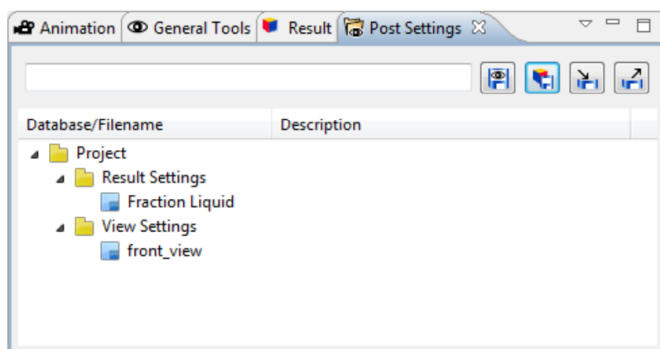 Animation General Tools Result Post Settings
Database/Filename Description
Project
Result Settings
Fraction Liquid
View Settings
front_view